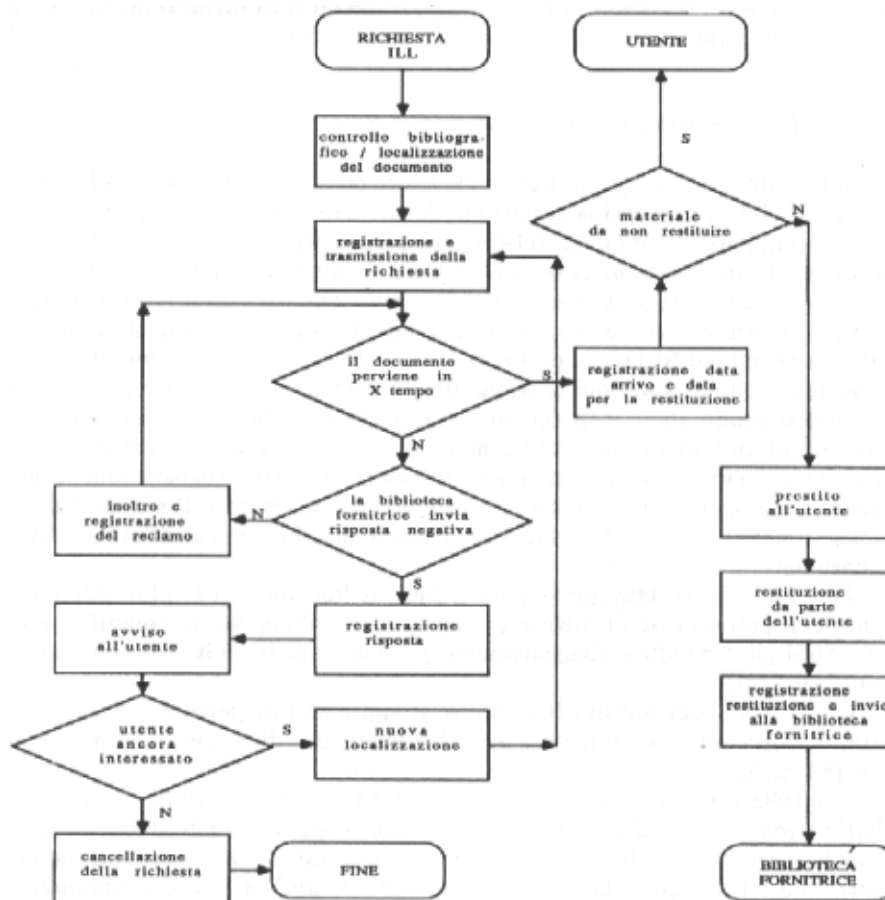 RICHIESTA
ILL
UTENTE
controllo bibliogra-
fico / localizzazione
del documento
S
materiale
da non restituire
N
registrazione e
trasmissione della
richiesta
il documento
perviene in
X tempo
S
registrazione data
arrivo e data
per la restituzione
N
inoltro e
registrazione
del reclamo
N
la biblioteca
fornitrice invia
risposta negativa
prestito
all'utente
S
avviso
all'utente
registrazione
risposta
restituzione
da parte
dell'utente
utente
ancora
interessato
S
nuova
localizzazione
registrazione
restituzione e invio
alla biblioteca
fornitrice
N
cancellazione
della richiesta
FINE
BIBLIOTECA
FORNITRICE